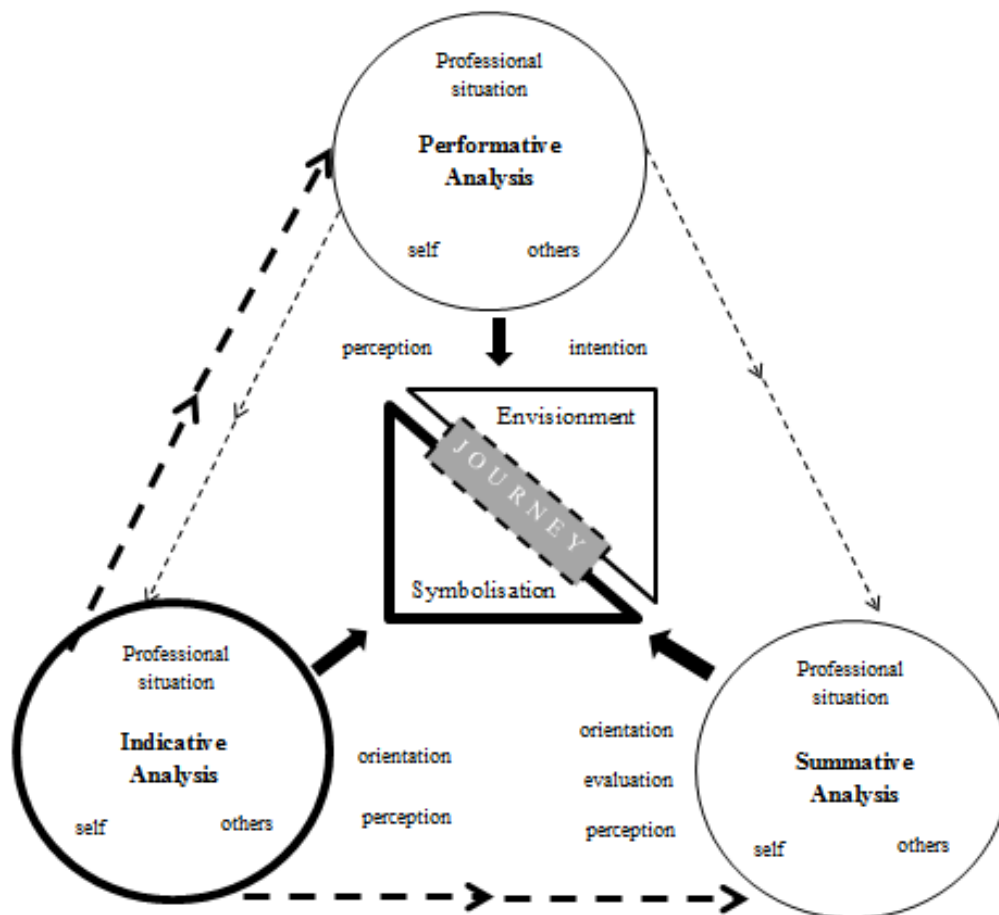 Professional
situation
Performative
Analysis
self others
perception intention
Envisionment
JOURNEY
Symbolisation
Professional
situation
Indicative
Analysis
self others
orientation
perception
orientation
evaluation
perception
Professional
situation
Summative
Analysis
self others